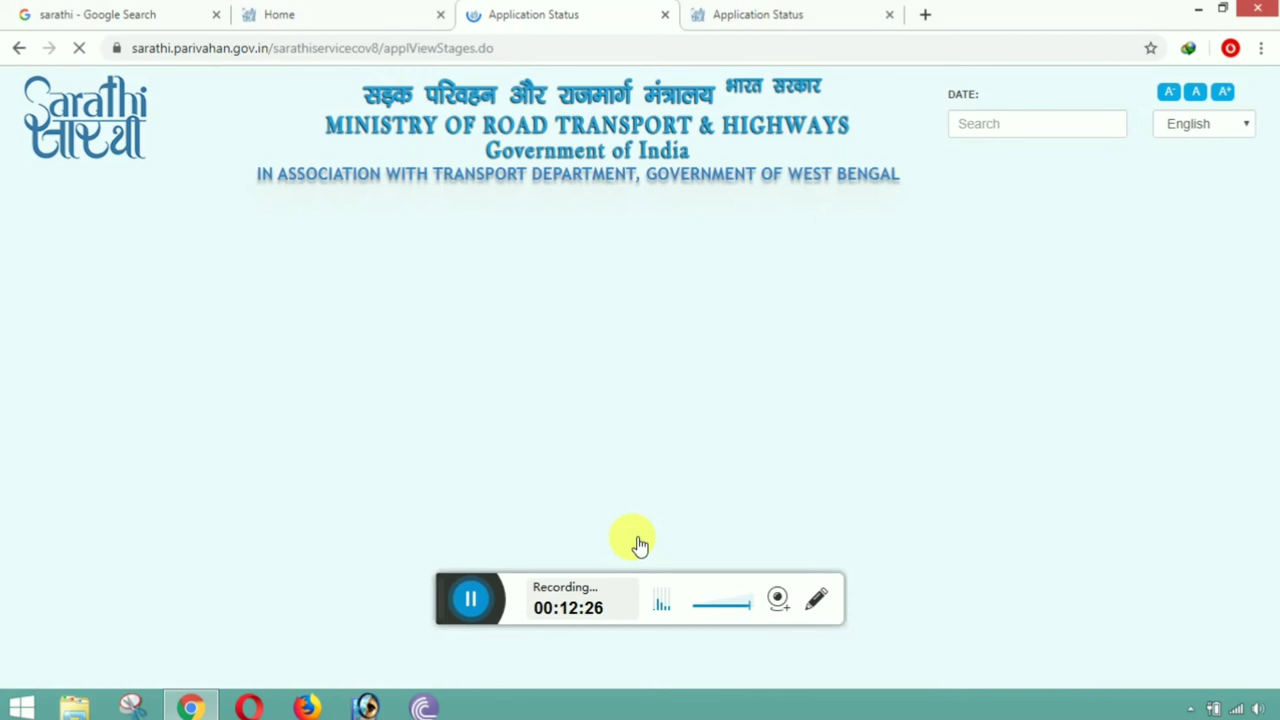 sarathi - Google Search
Home
Application Status
Application Status
sarathi.parivahan.gov.in/sarathiservicecov8/applViewStages.do
Sarathi
सारथी
सड़क परिवहन और राजमार्ग मंत्रालय भारत सरकार
MINISTRY OF ROAD TRANSPORT & HIGHWAYS
Government of India
IN ASSOCIATION WITH TRANSPORT DEPARTMENT, GOVERNMENT OF WEST BENGAL
DATE:
A- A A+
Search
English
Recording...
00:12:26